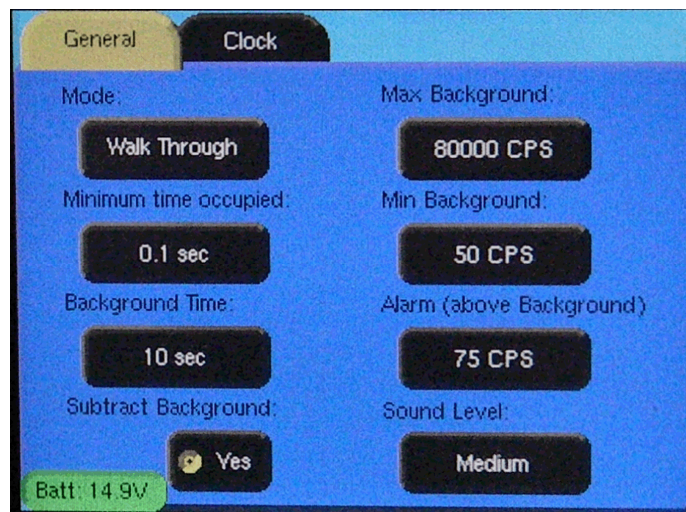 General Clock
Mode: Max Background:
Walk Through 80000 CPS
Minimum time occupied: Min Background:
0.1 sec 50 CPS
Background Time: Alarm (above Background)
10 sec 75 CPS
Subtract Background: Sound Level:
Yes Medium
Batt: 14.9V